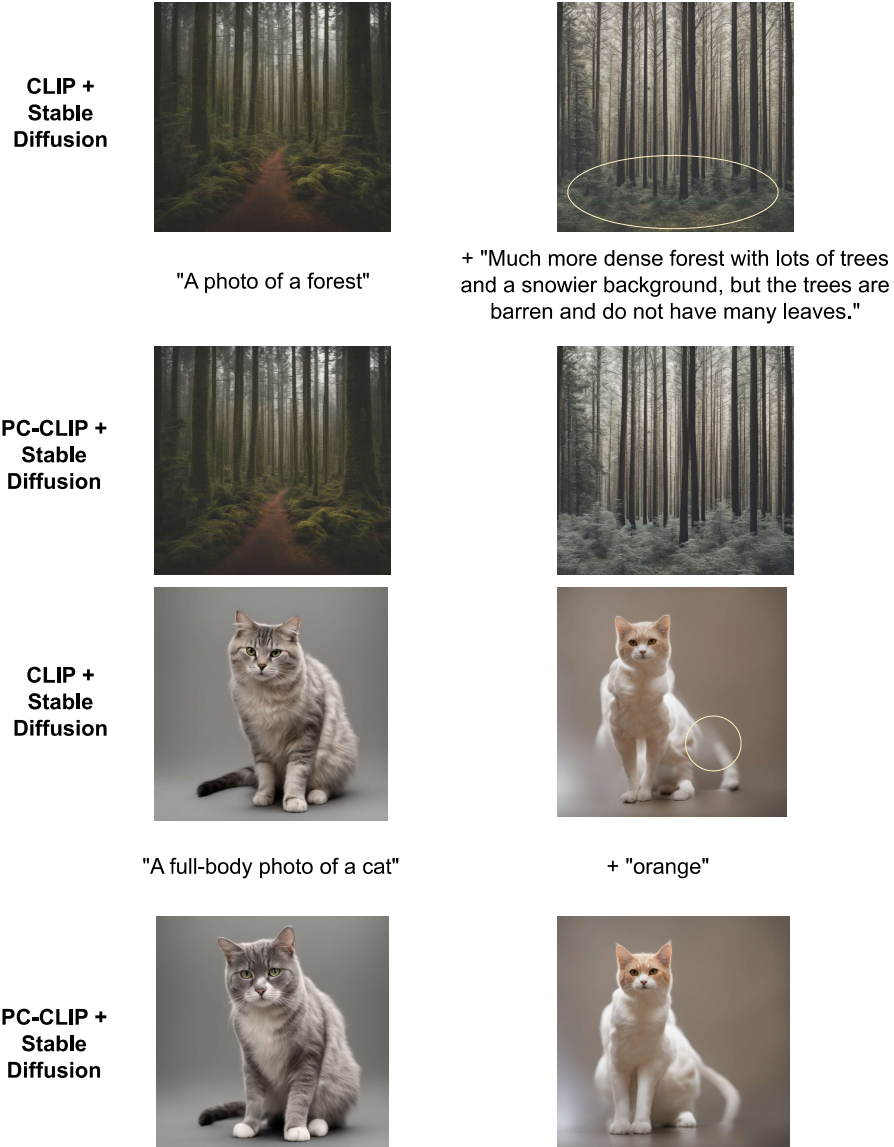 CLIP +
Stable
Diffusion
"A photo of a forest"
+ "Much more dense forest with lots of trees
and a snowier background, but the trees are
barren and do not have many leaves."
PC-CLIP +
Stable
Diffusion
CLIP +
Stable
Diffusion
"A full-body photo of a cat"
+ "orange"
PC-CLIP +
Stable
Diffusion